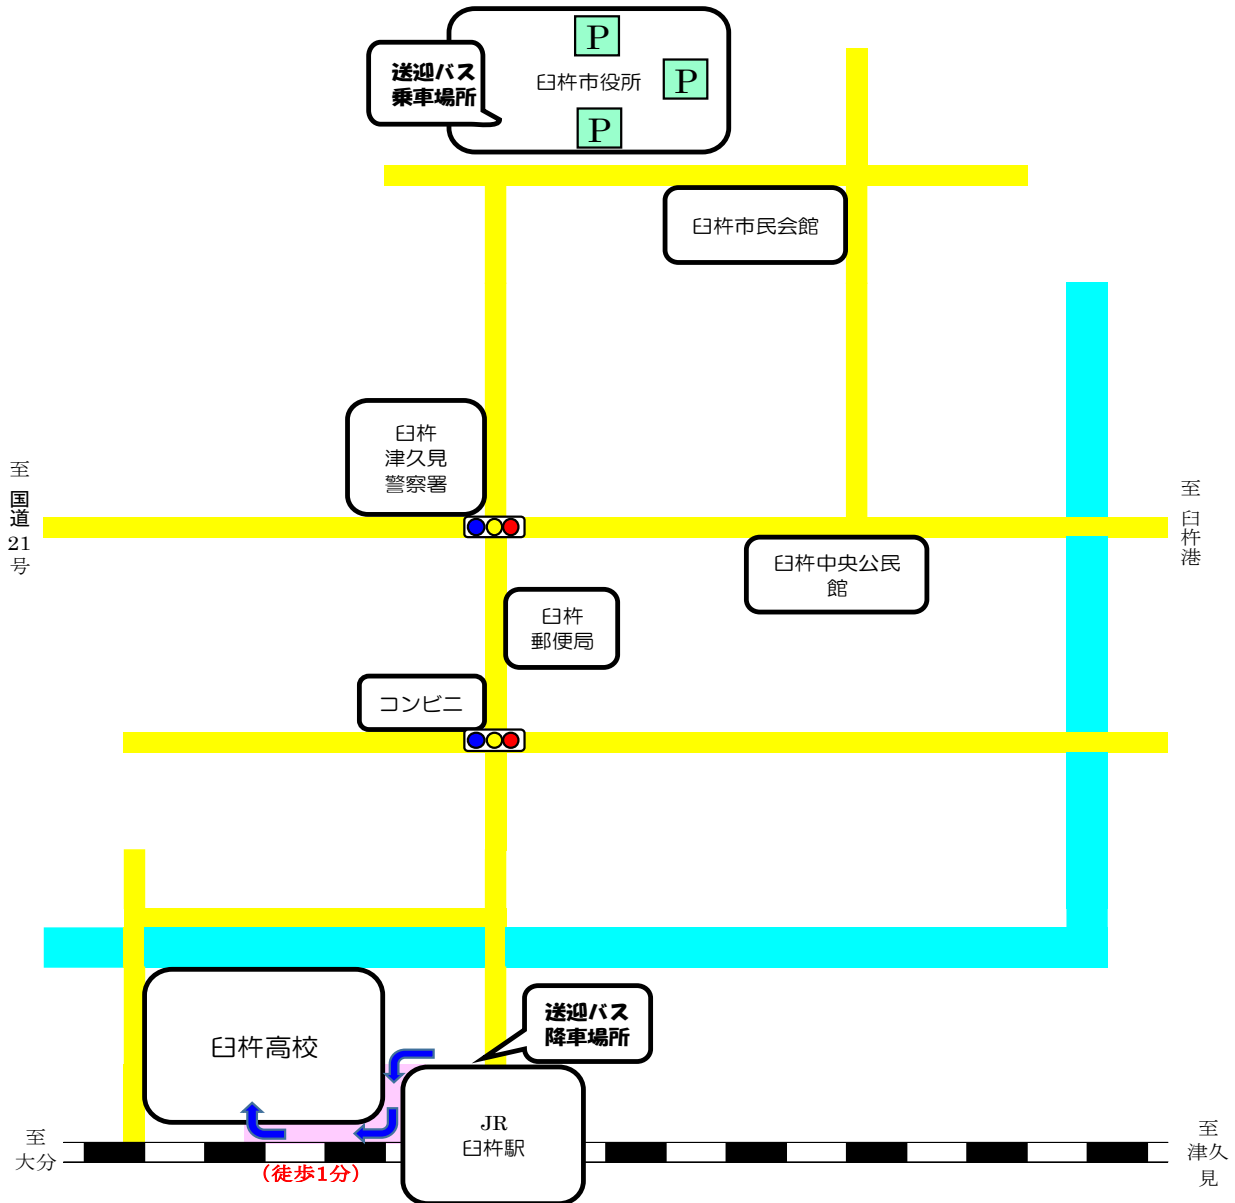 送迎バス
乗車場所
P
臼杵市役所
P
P
臼杵市民会館
臼杵
津久見
警察署
至
国
道
21
号
至
臼
杵
港
臼杵中央公民
館
臼杵
郵便局
コンビニ
送迎バス
降車場所
臼杵高校
JR
臼杵駅
至
大分
(徒歩1分)
至
津久
見